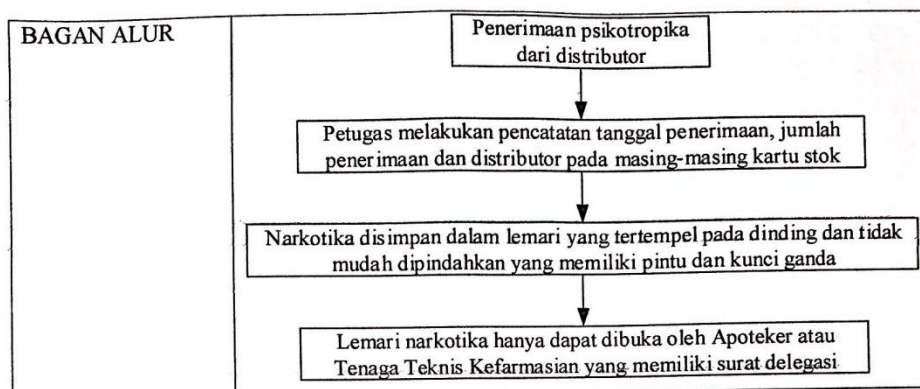 BAGAN ALUR
Penerimaan psikotropika
dari distributor
Petugas melakukan pencatatan tanggal penerimaan, jumlah
penerimaan dan distributor pada masing-masing kartu stok
Narkotika disimpan dalam lemari yang tertempel pada dinding dan tidak
mudah dipindahkan yang memiliki pintu dan kunci ganda
Lemari narkotika hanya dapat dibuka oleh Apoteker atau
Tenaga Teknis Kefarmasian yang memiliki surat delegasi